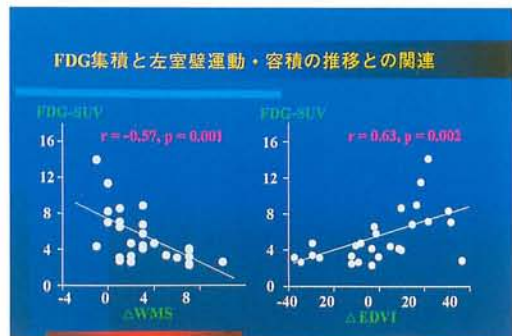 FDG集積と左室壁運動・容積の推移との関連
FDG-SUV
r = -0.57, p = 0.001
16
12
8
4
0
-4 0 4 8
△WMS
FDG-SUV
r = 0.63, p = 0.002
16
12
8
4
0
-40 -20 0 20 40
△EDVI